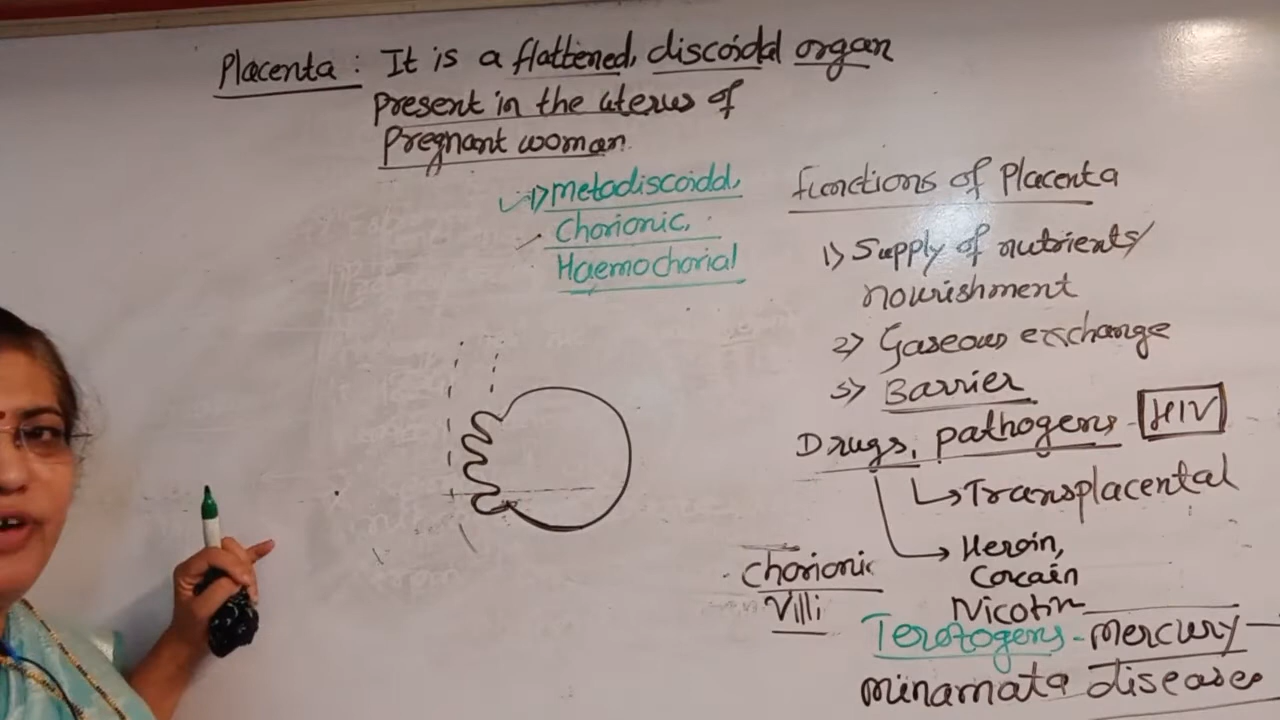 Placenta : It is a flattened, discoidal organ
Present in the uterus of
Pregnant woman.
1) Metadiscoidal,
Chorionic,
Haemochorial
Functions of Placenta
1) Supply of nutrients/
nourishment
2) Gaseous exchange
3) Barrier
Drugs, pathogens - HIV
Transplacental
Heroin,
Cocain
Nicotin
Chorionic
Villi
Terotogens - Mercury -
Minamata diseases